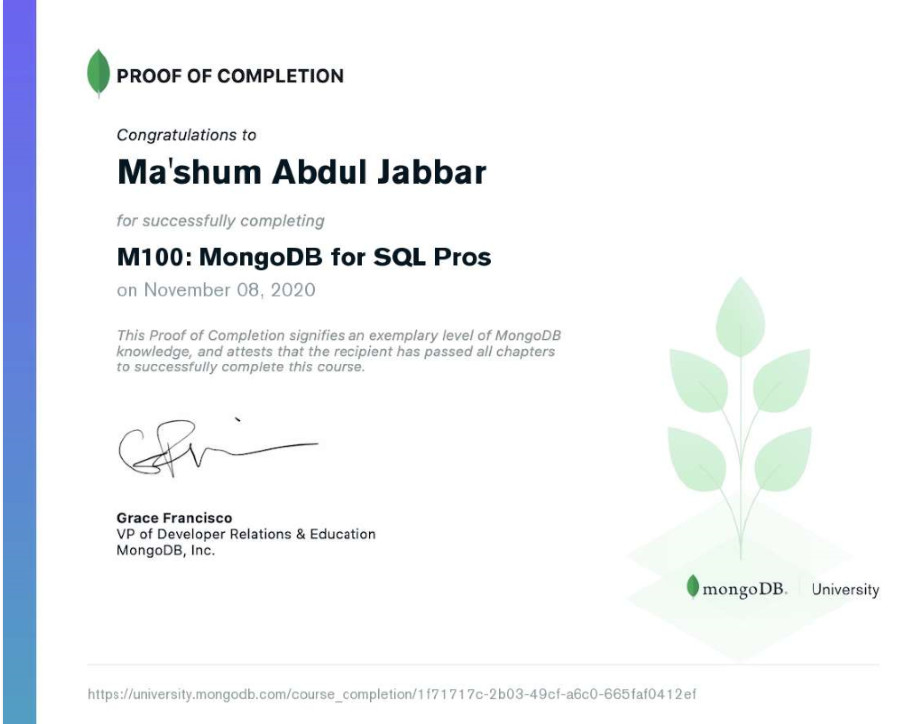 PROOF OF COMPLETION
Congratulations to
Ma'shum Abdul Jabbar
for successfully completing
M100: MongoDB for SQL Pros
on November 08, 2020
This Proof of Completion signifies an exemplary level of MongoDB
knowledge, and attests that the recipient has passed all chapters
to successfully complete this course.
Grace Francisco
VP of Developer Relations & Education
MongoDB, Inc.
mongoDB. University
https://university.mongodb.com/course_completion/1f71717c-2b03-49cf-a6c0-665faf0412ef